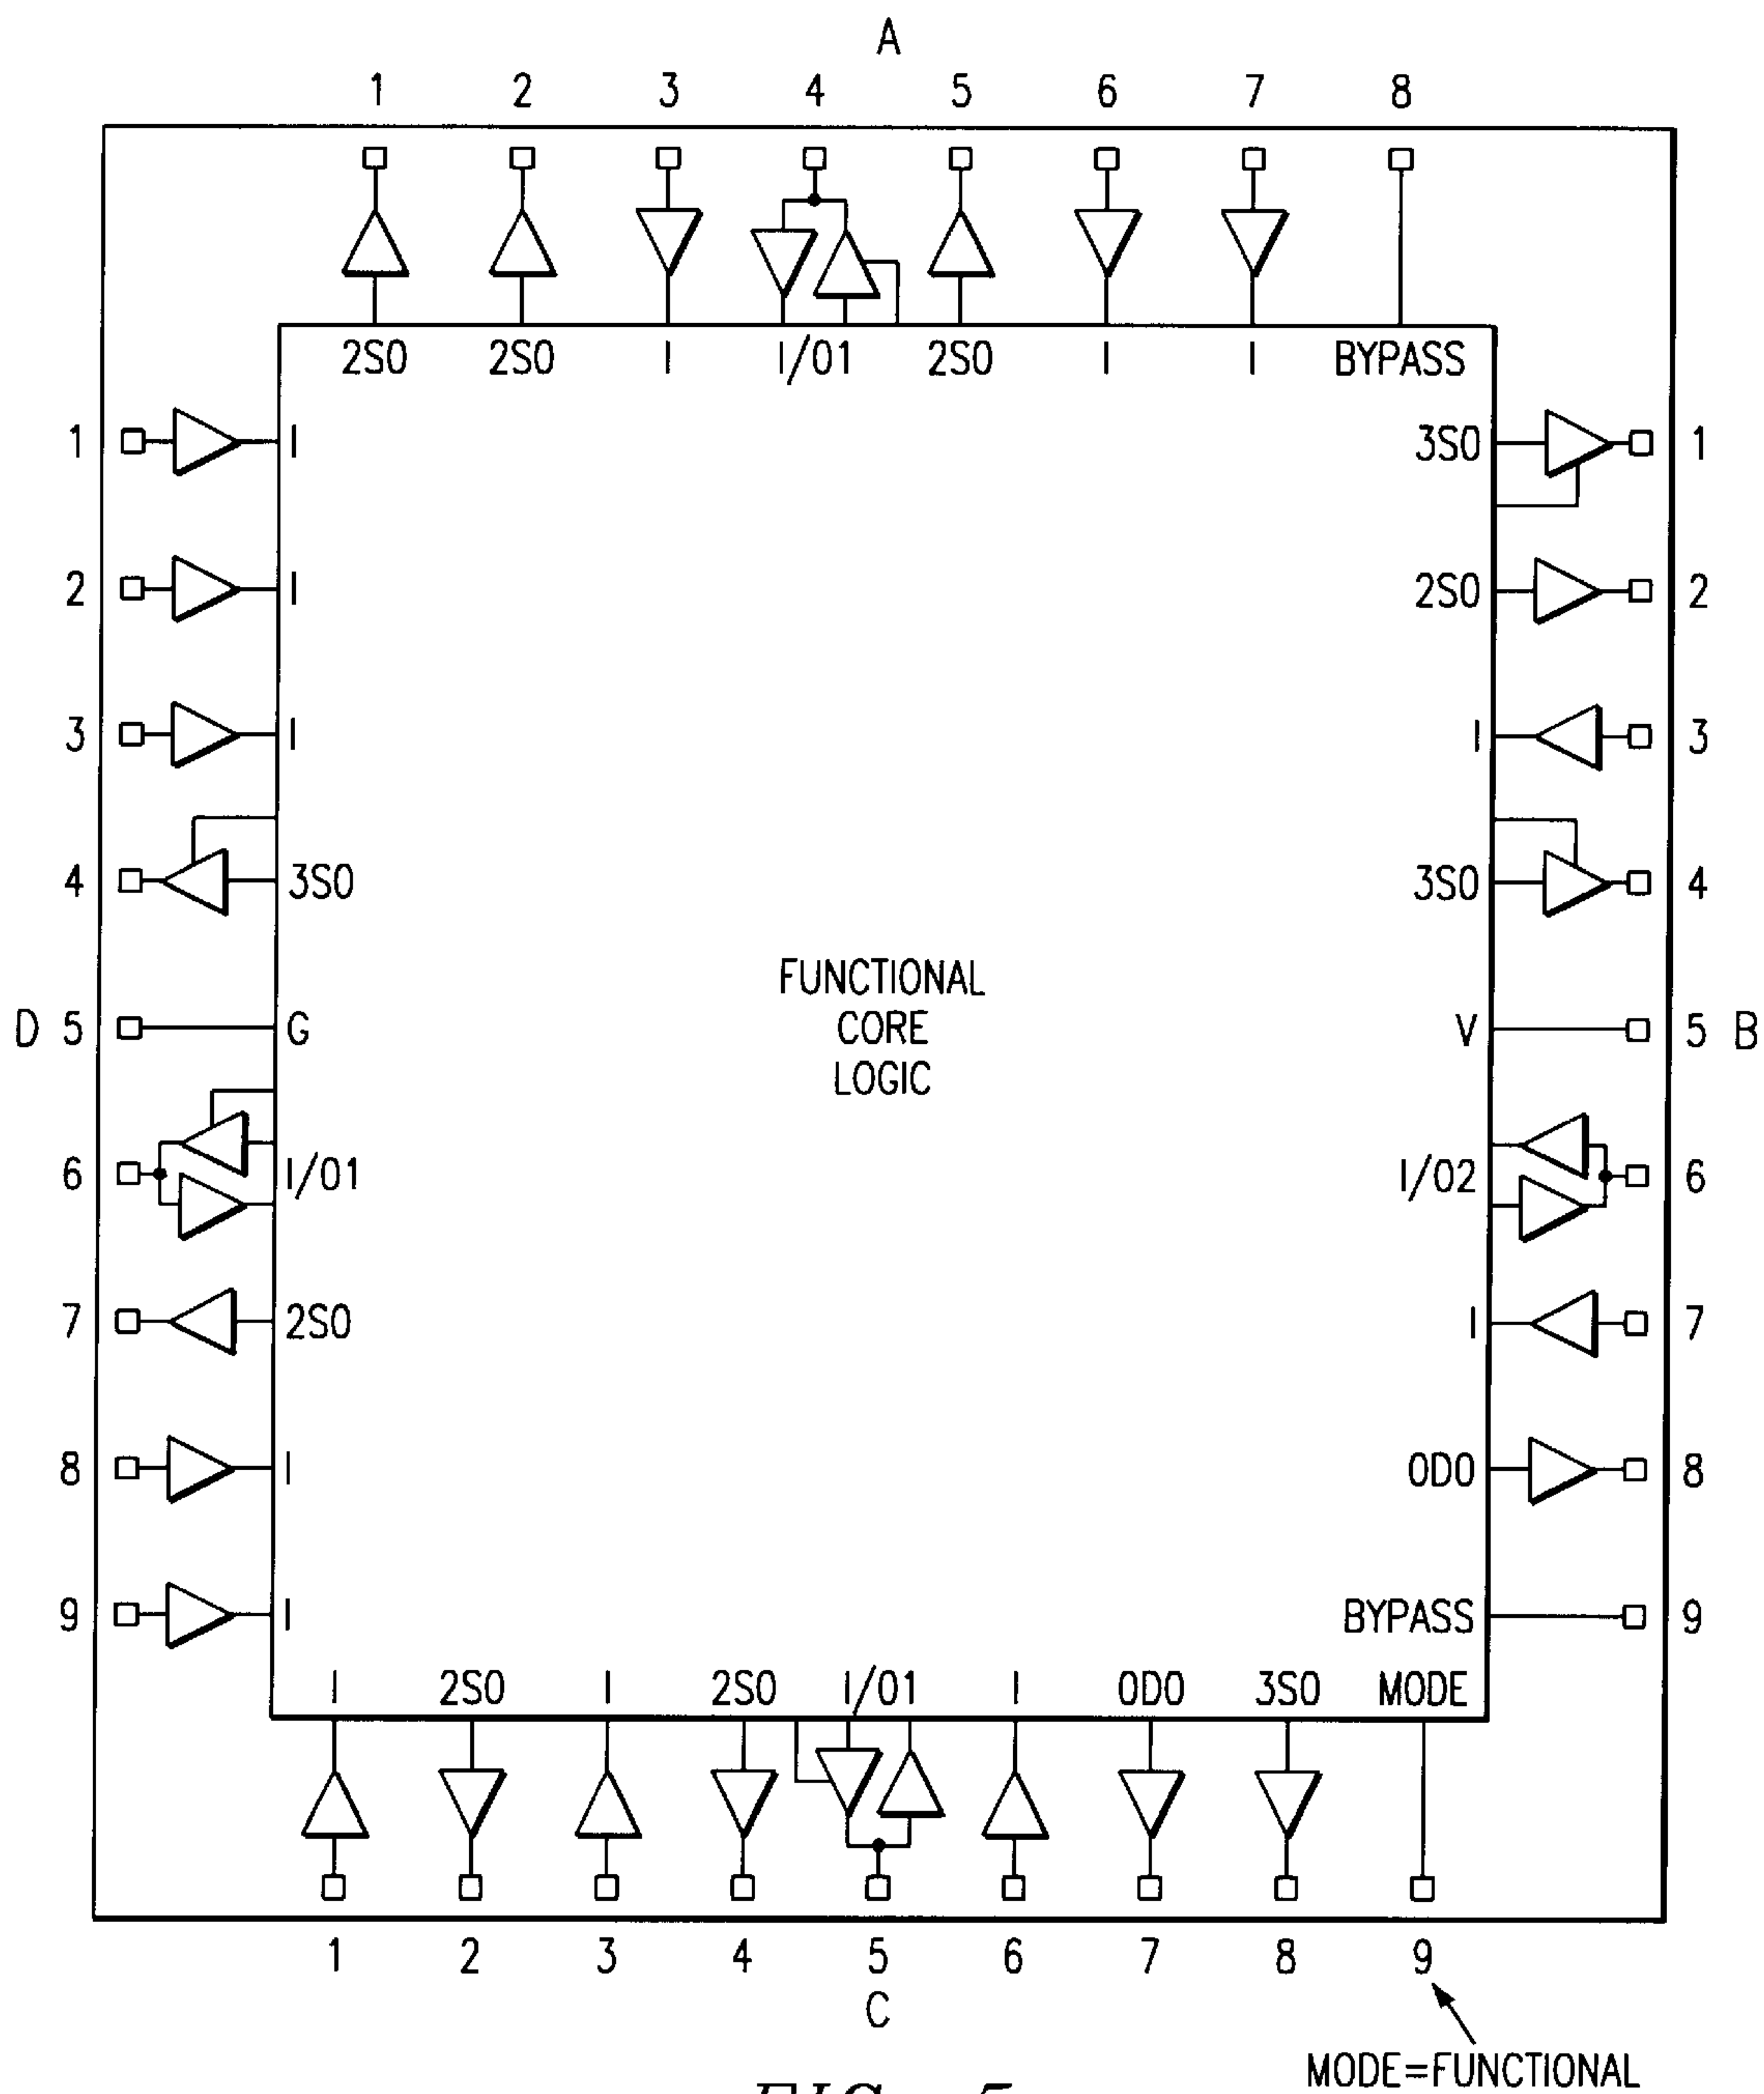 A
1 2 3 4 5 6 7 8
2SO 2SO I I/O1 2SO I I BYPASS
1 I 3SO 1
2 I 2SO 2
3 I I 3
4 3SO 3SO 4
FUNCTIONAL
CORE
LOGIC
D 5 G V 5 B
6 I/O1 I/O2 6
7 2SO I 7
8 I ODO 8
9 I BYPASS 9
I 2SO I 2SO I/O1 I ODO 3SO MODE
1 2 3 4 5 6 7 8 9
C
MODE=FUNCTIONAL